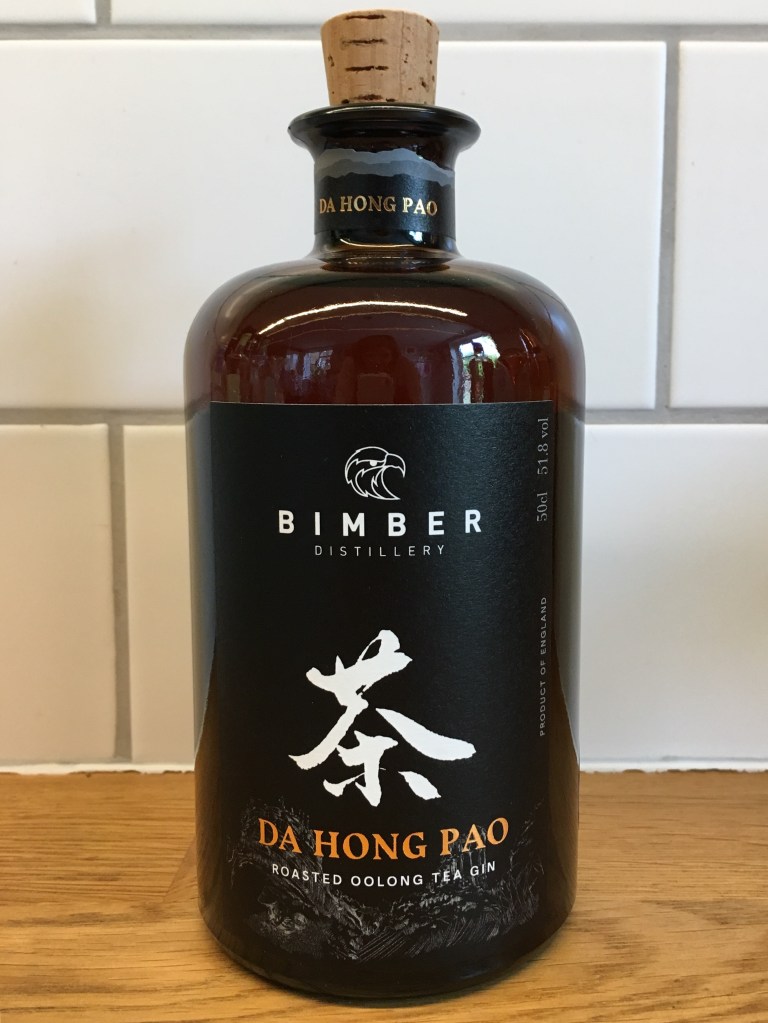 DA HONG PAO
BIMBER
DISTILLERY
50cl 51.8 vol
PRODUCT OF ENGLAND
茶
DA HONG PAO
ROASTED OOLONG TEA GIN